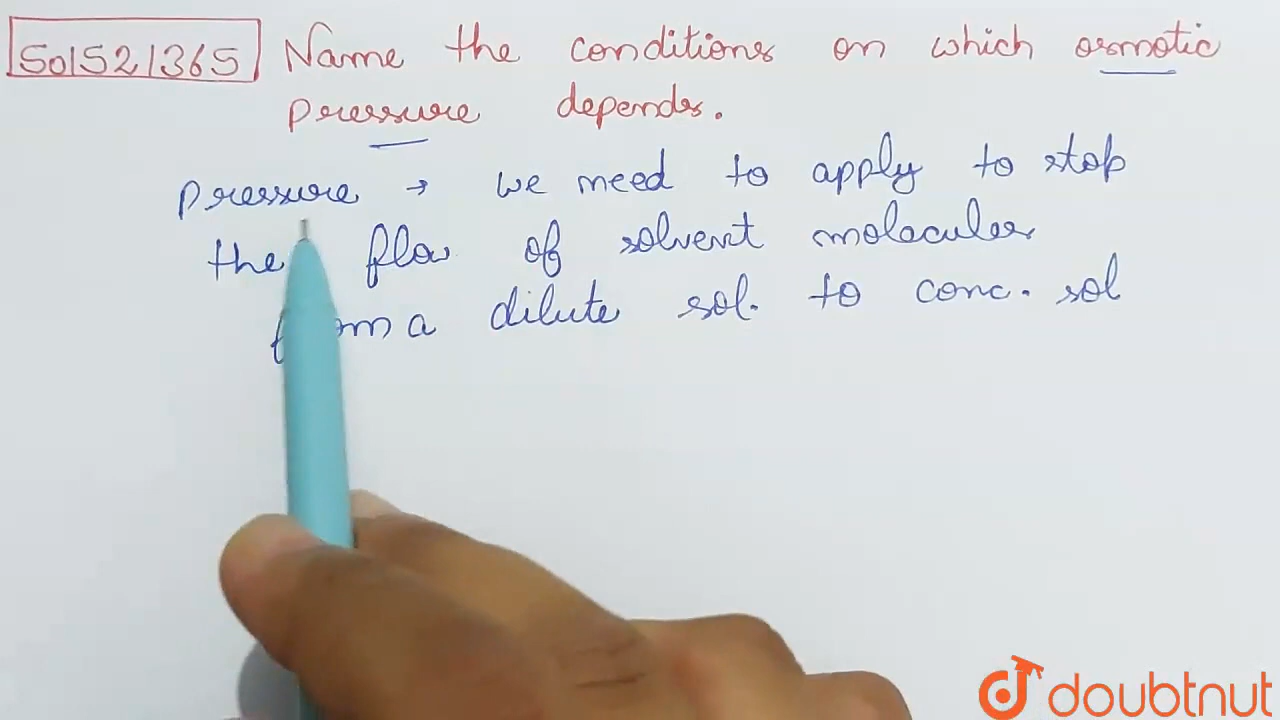 501521365 Name the conditions on which osmotic
pressure depends.
pressure → we need to apply to stop
the flow of solvent molecules
a dilute sol. to conc. sol
doubtnut